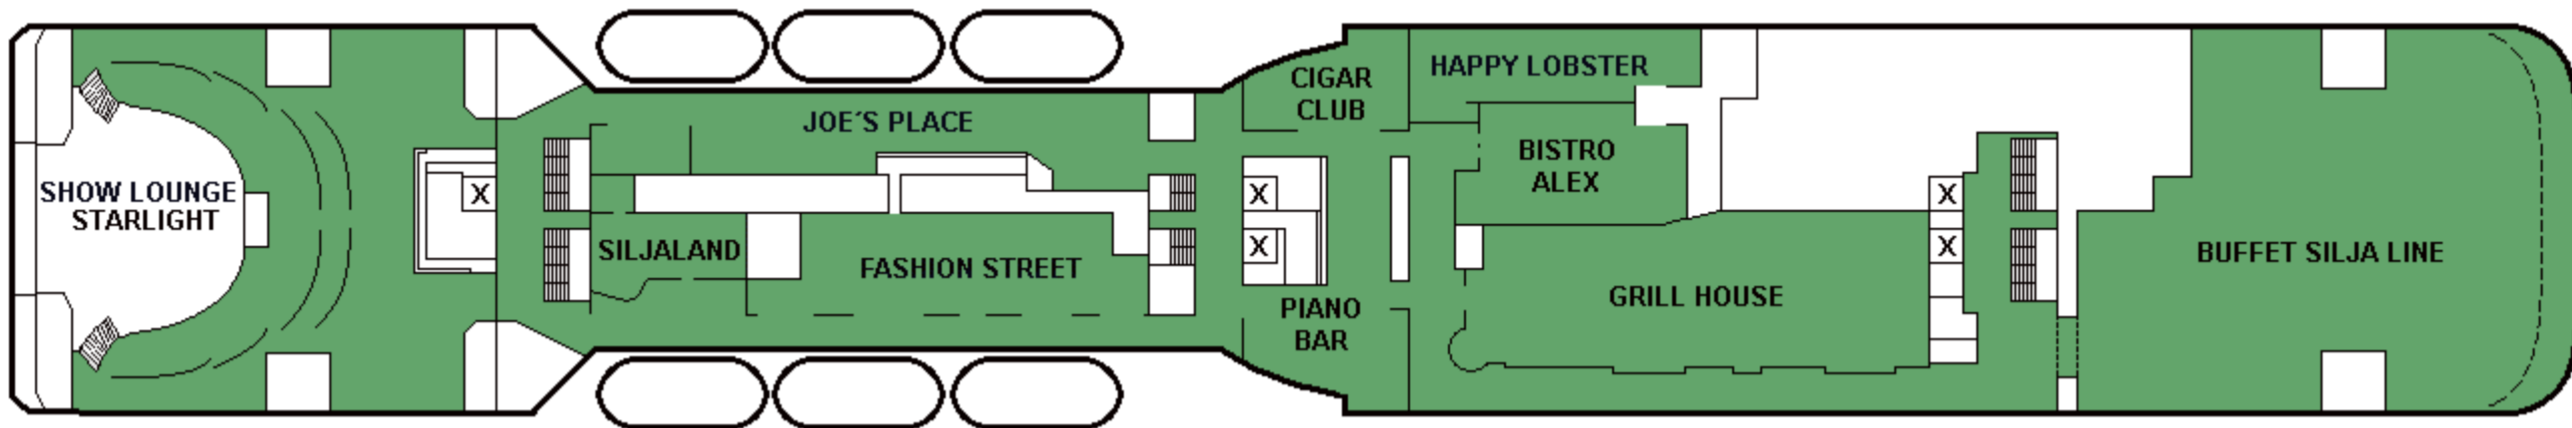 SHOW LOUNGE
STARLIGHT
X
JOE´S PLACE
SILJALAND
FASHION STREET
CIGAR
CLUB
X
X
PIANO
BAR
HAPPY LOBSTER
BISTRO
ALEX
GRILL HOUSE
X
X
BUFFET SILJA LINE